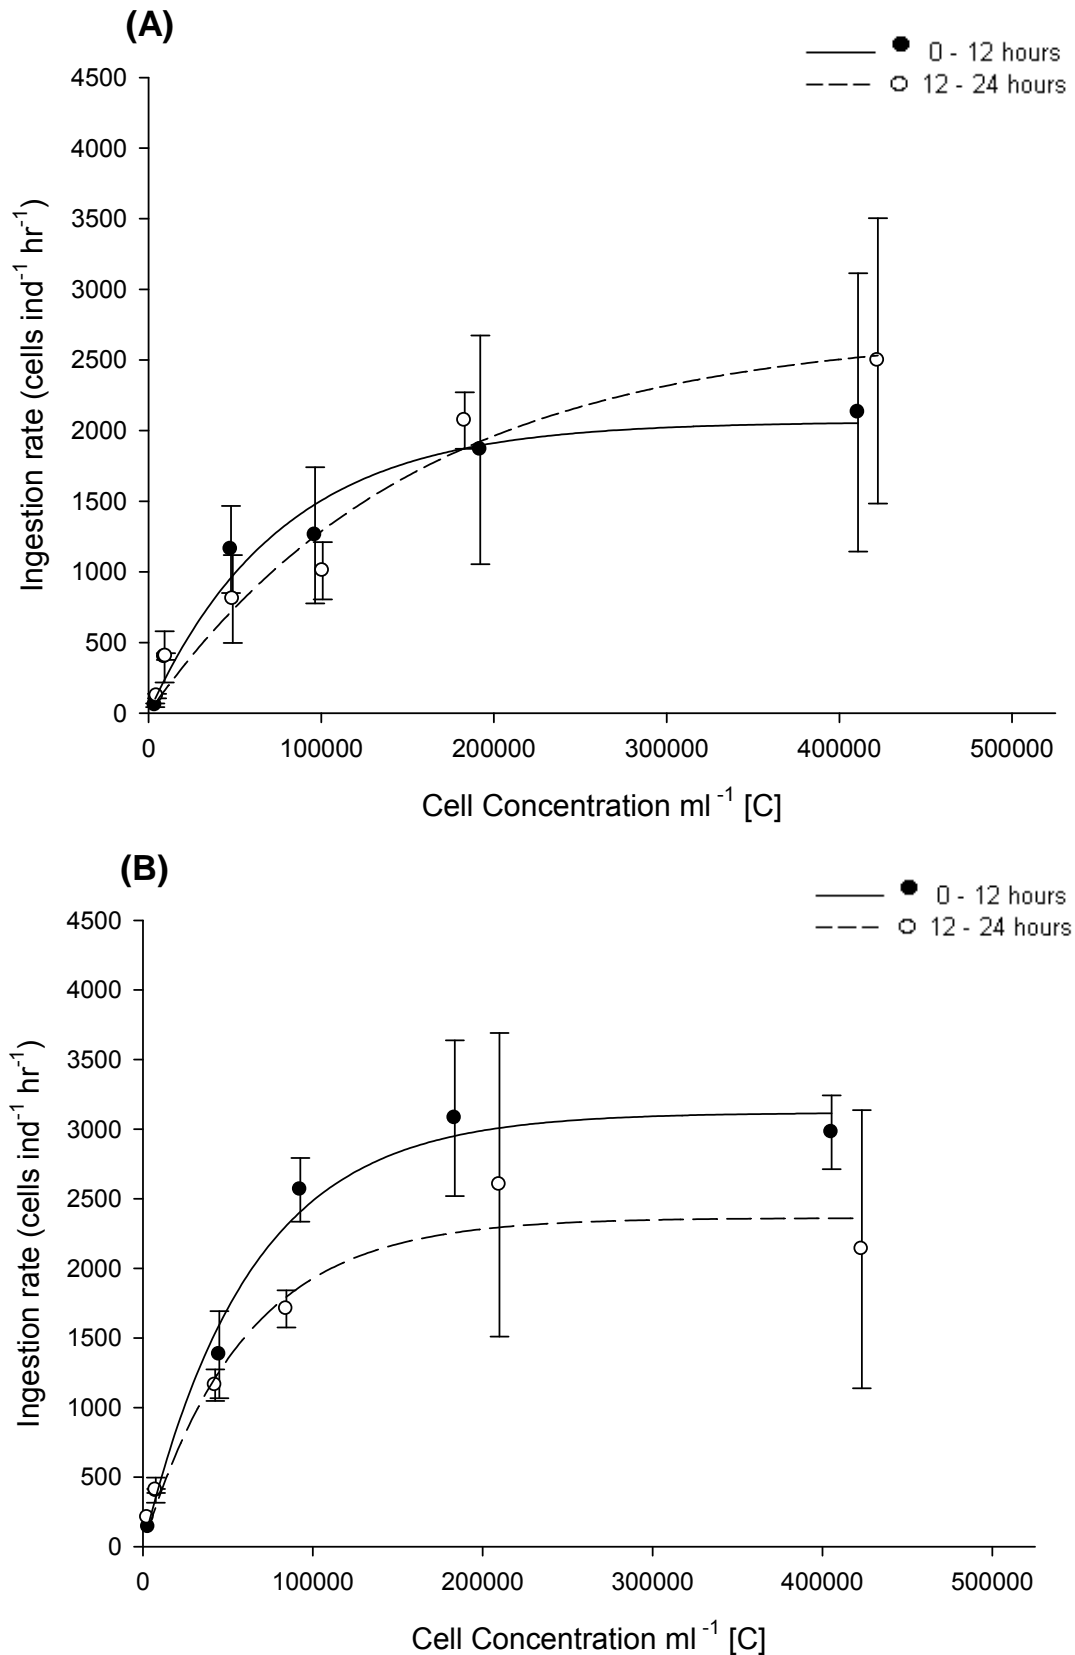 (A)
0 - 12 hours
12 - 24 hours
4500
4000
3500
3000
2500
2000
1500
1000
500
0
Ingestion rate (cells ind⁻¹ hr⁻¹)
0 100000 200000 300000 400000 500000
Cell Concentration ml ⁻¹ [C]
(B)
0 - 12 hours
12 - 24 hours
4500
4000
3500
3000
2500
2000
1500
1000
500
0
Ingestion rate (cells ind⁻¹ hr⁻¹)
0 100000 200000 300000 400000 500000
Cell Concentration ml ⁻¹ [C]